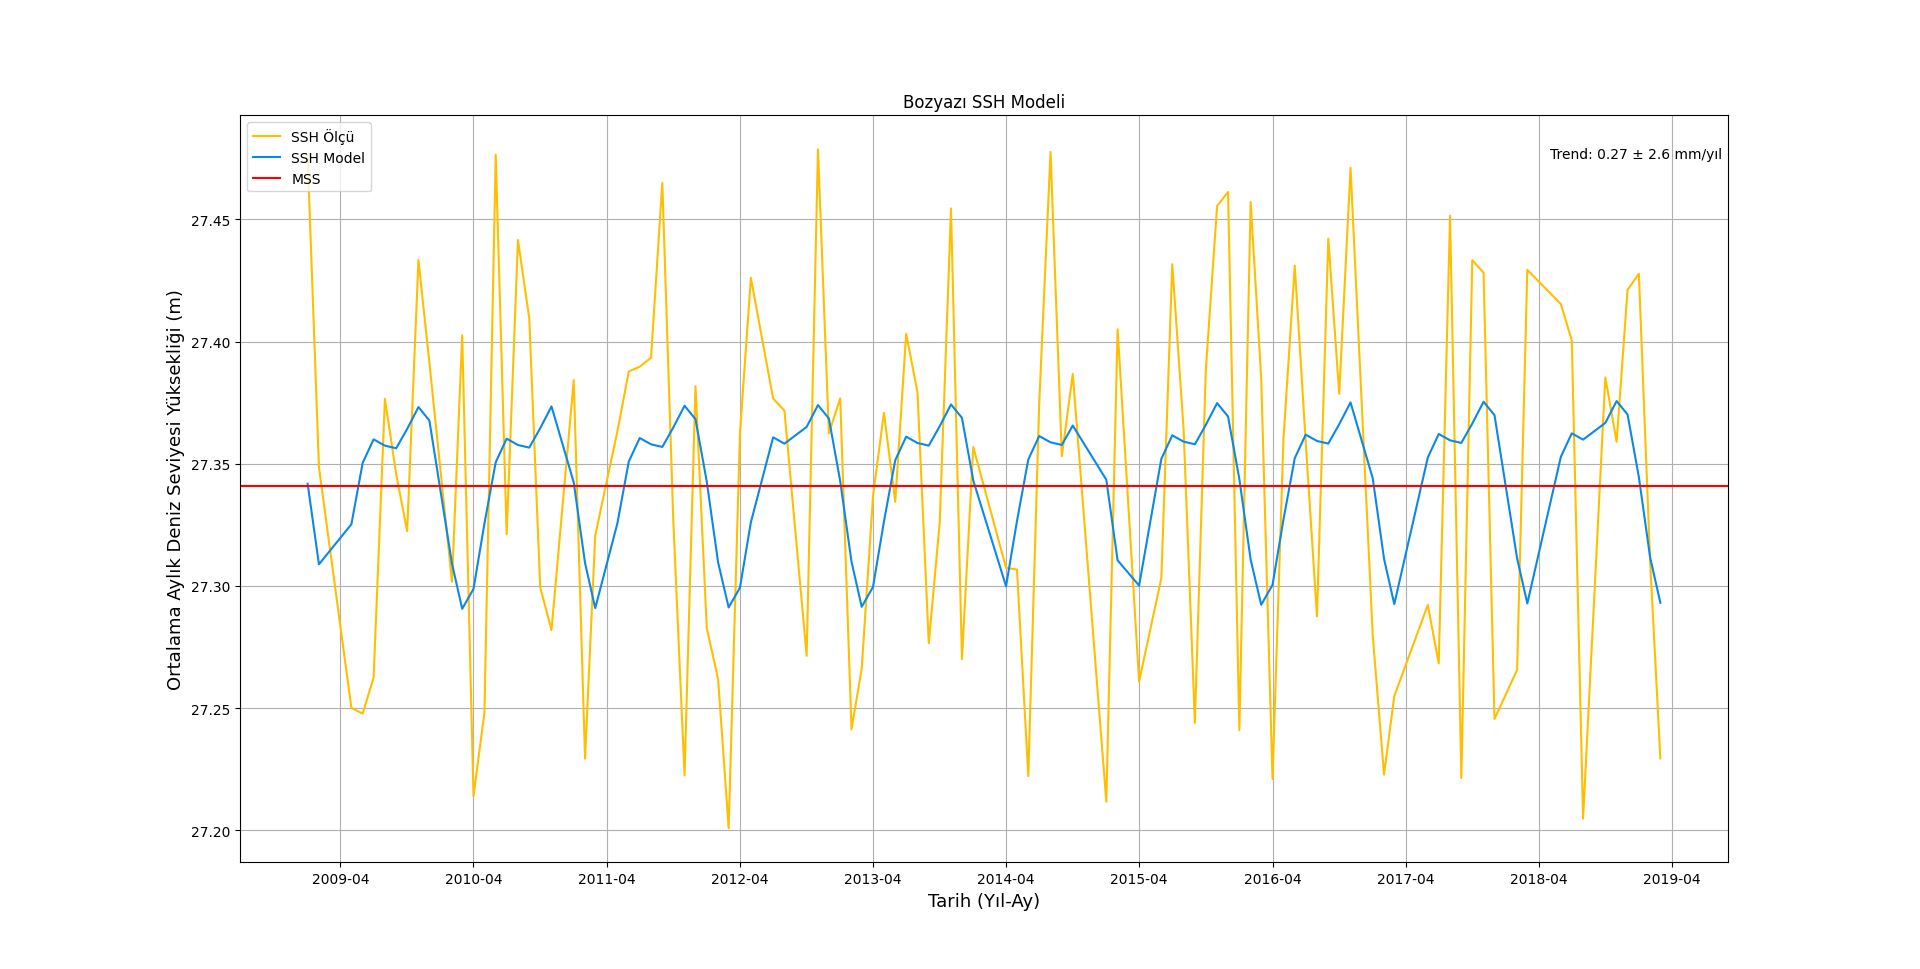 Bozyazı SSH Modeli
SSH Ölçü
SSH Model
MSS
Trend: 0.27 ± 2.6 mm/yıl
Ortalama Aylık Deniz Seviyesi Yüksekliği (m)
27.45
27.40
27.35
27.30
27.25
27.20
2009-04 2010-04 2011-04 2012-04 2013-04 2014-04 2015-04 2016-04 2017-04 2018-04 2019-04
Tarih (Yıl-Ay)